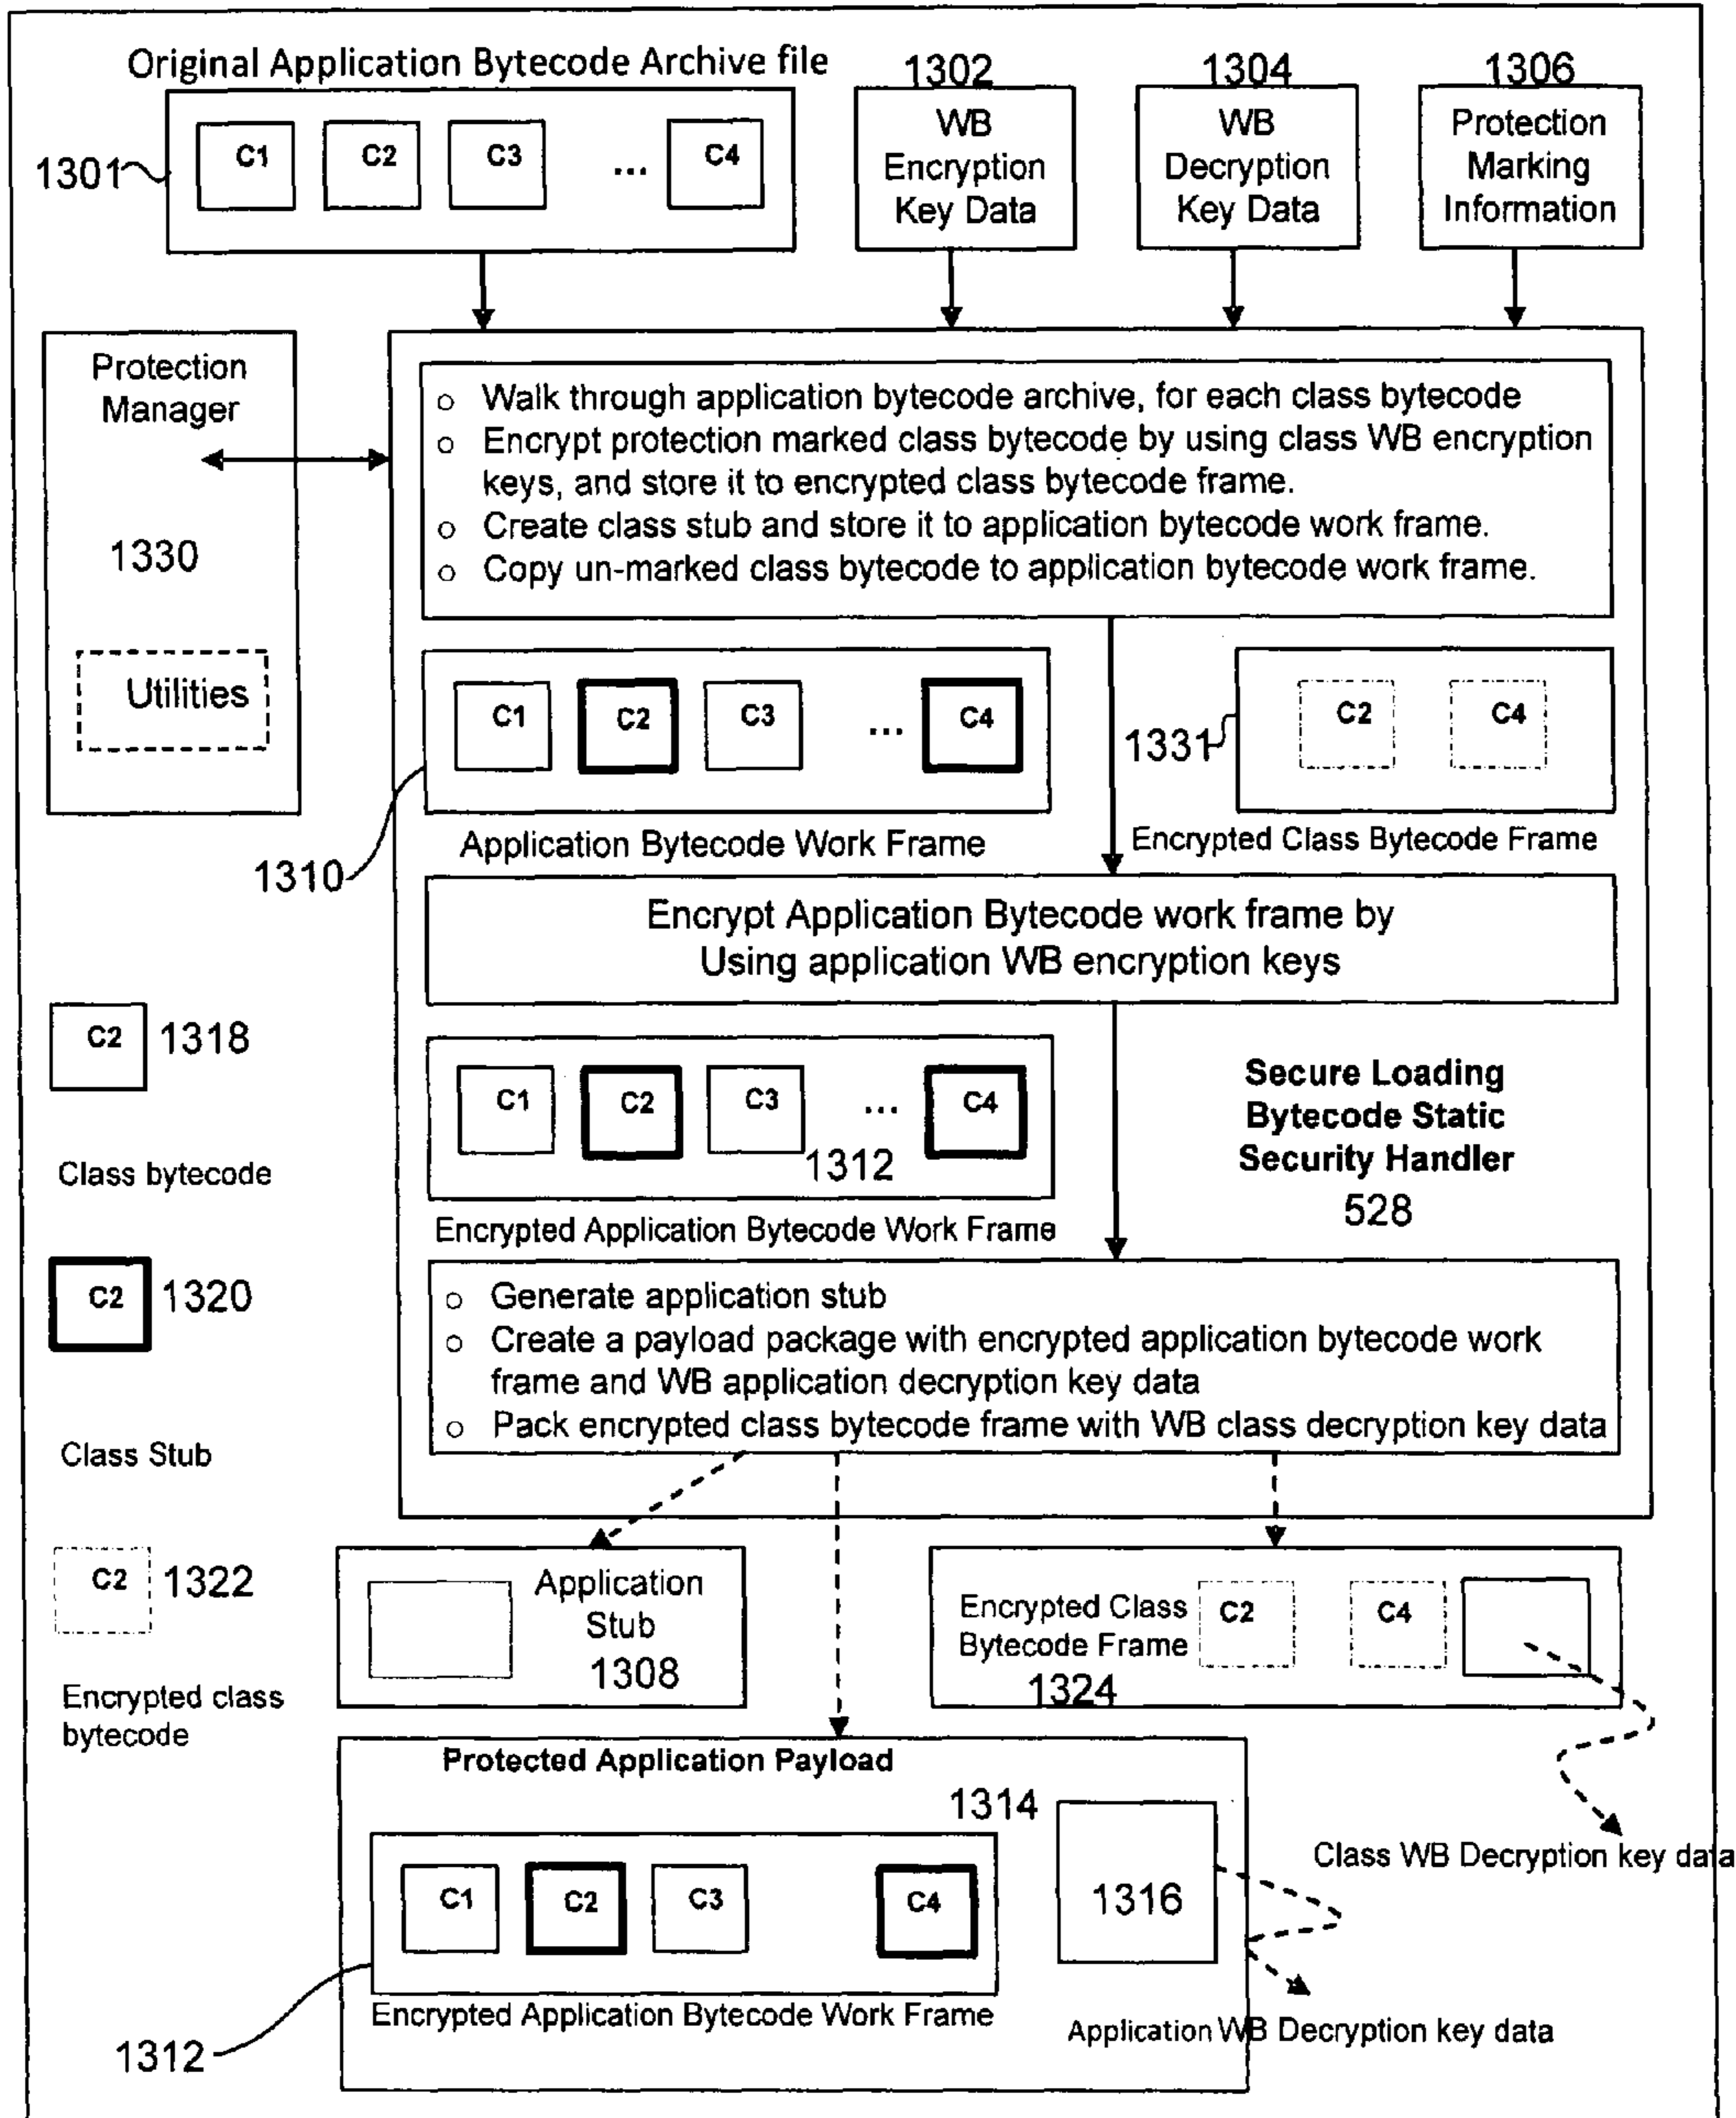 Original Application Bytecode Archive file
1302
1304
1306
1301
C1
C2
C3
...
C4
WB
Encryption
Key Data
WB
Decryption
Key Data
Protection
Marking
Information
Protection
Manager
1330
Utilities
○ Walk through application bytecode archive, for each class bytecode
○ Encrypt protection marked class bytecode by using class WB encryption
keys, and store it to encrypted class bytecode frame.
○ Create class stub and store it to application bytecode work frame.
○ Copy un-marked class bytecode to application bytecode work frame.
C1
C2
C3
...
C4
1331
C2
C4
Application Bytecode Work Frame
Encrypted Class Bytecode Frame
1310
Encrypt Application Bytecode work frame by
Using application WB encryption keys
C1
C2
C3
...
C4
1312
Encrypted Application Bytecode Work Frame
Secure Loading
Bytecode Static
Security Handler
528
C2
1318
Class bytecode
C2
1320
Class Stub
C2
1322
Encrypted class
bytecode
○ Generate application stub
○ Create a payload package with encrypted application bytecode work
frame and WB application decryption key data
○ Pack encrypted class bytecode frame with WB class decryption key data
Application
Stub
1308
Encrypted Class
Bytecode Frame
1324
C2
C4
Protected Application Payload
1314
C1
C2
C3
C4
1316
Class WB Decryption key data
Encrypted Application Bytecode Work Frame
1312
Application WB Decryption key data